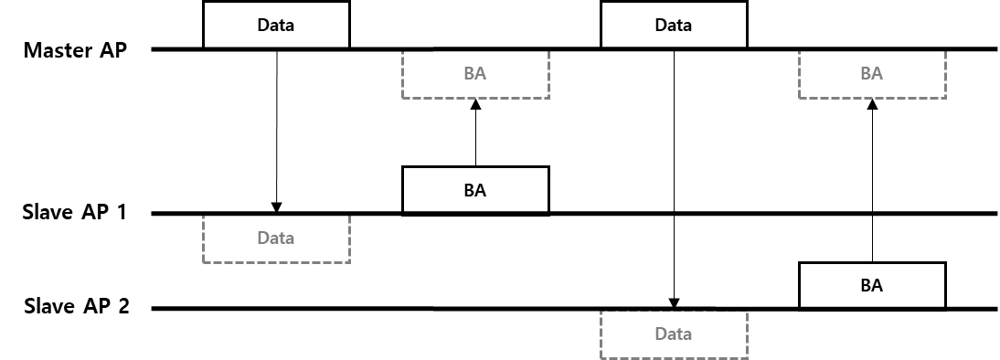 Data
Data
Master AP
BA
BA
BA
Slave AP 1
Data
BA
Slave AP 2
Data